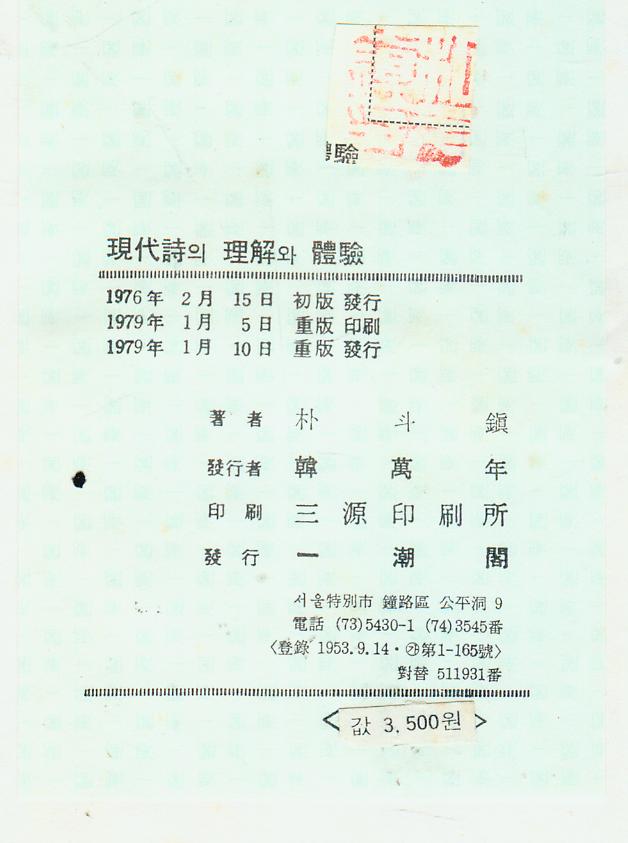 驗
現代詩의 理解와 體驗
1976年 2月 15日 初版 發行
1979年 1月 5日 重版 印刷
1979年 1月 10日 重版 發行
著者 朴斗鎭
發行者 韓萬年
印刷 三源印刷所
發行 一潮閣
서울特別市 鐘路區 公平洞 9
電話 (73)5430-1 (74)3545番
〈登錄 1953.9.14·㉮第1-165號〉
對替 511931番
<값 3,500원>